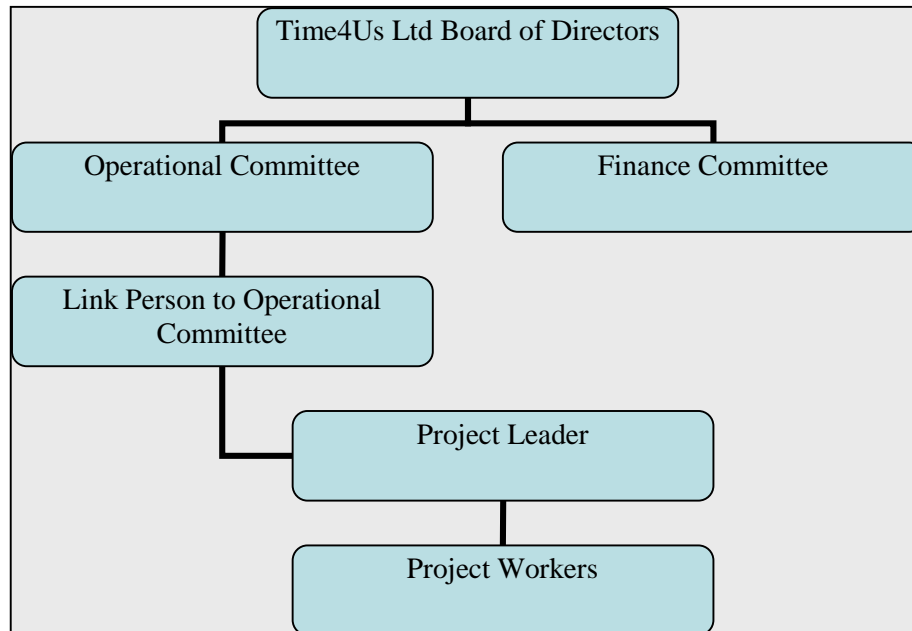 Time4Us Ltd Board of Directors
Operational Committee
Finance Committee
Link Person to Operational
Committee
Project Leader
Project Workers